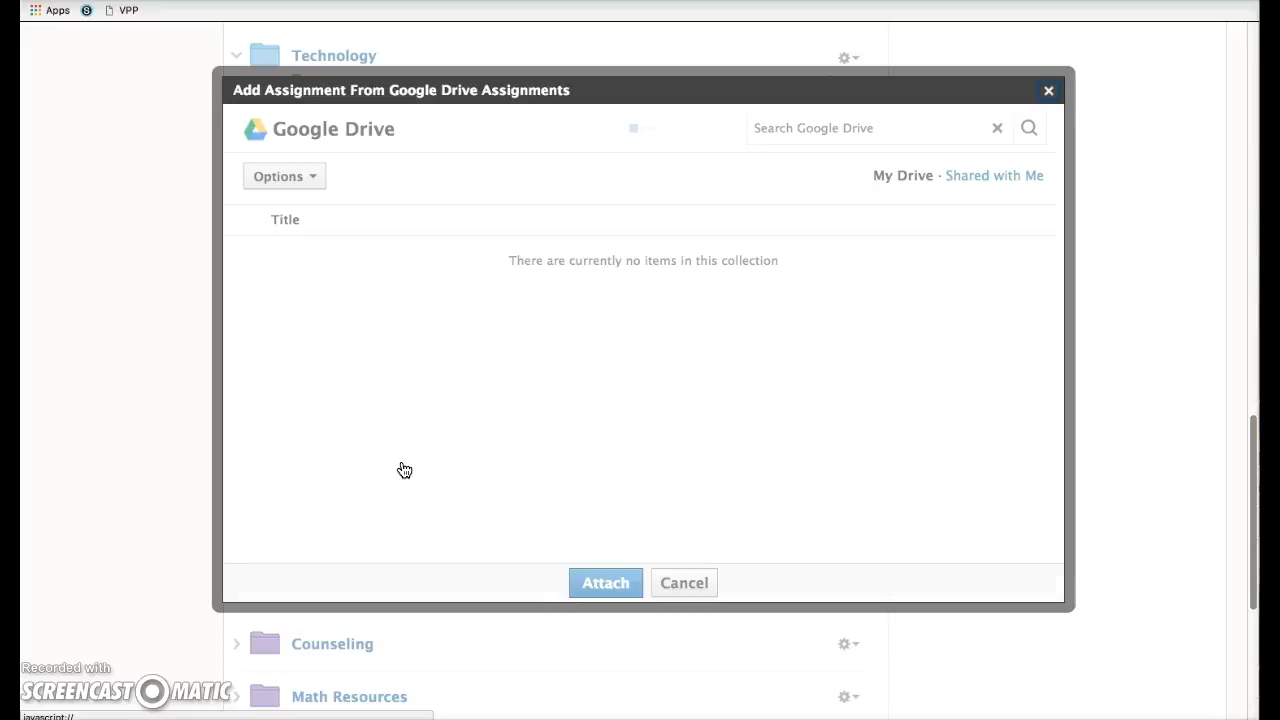 Apps S VPP
Technology
Add Assignment From Google Drive Assignments
Google Drive
Search Google Drive
Options
My Drive · Shared with Me
Title
There are currently no items in this collection
Attach Cancel
Counseling
Recorded with
SCREENCAST MATIC
Math Resources
javascript://